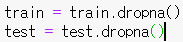 train = train.dropna()
test = test.dropna()